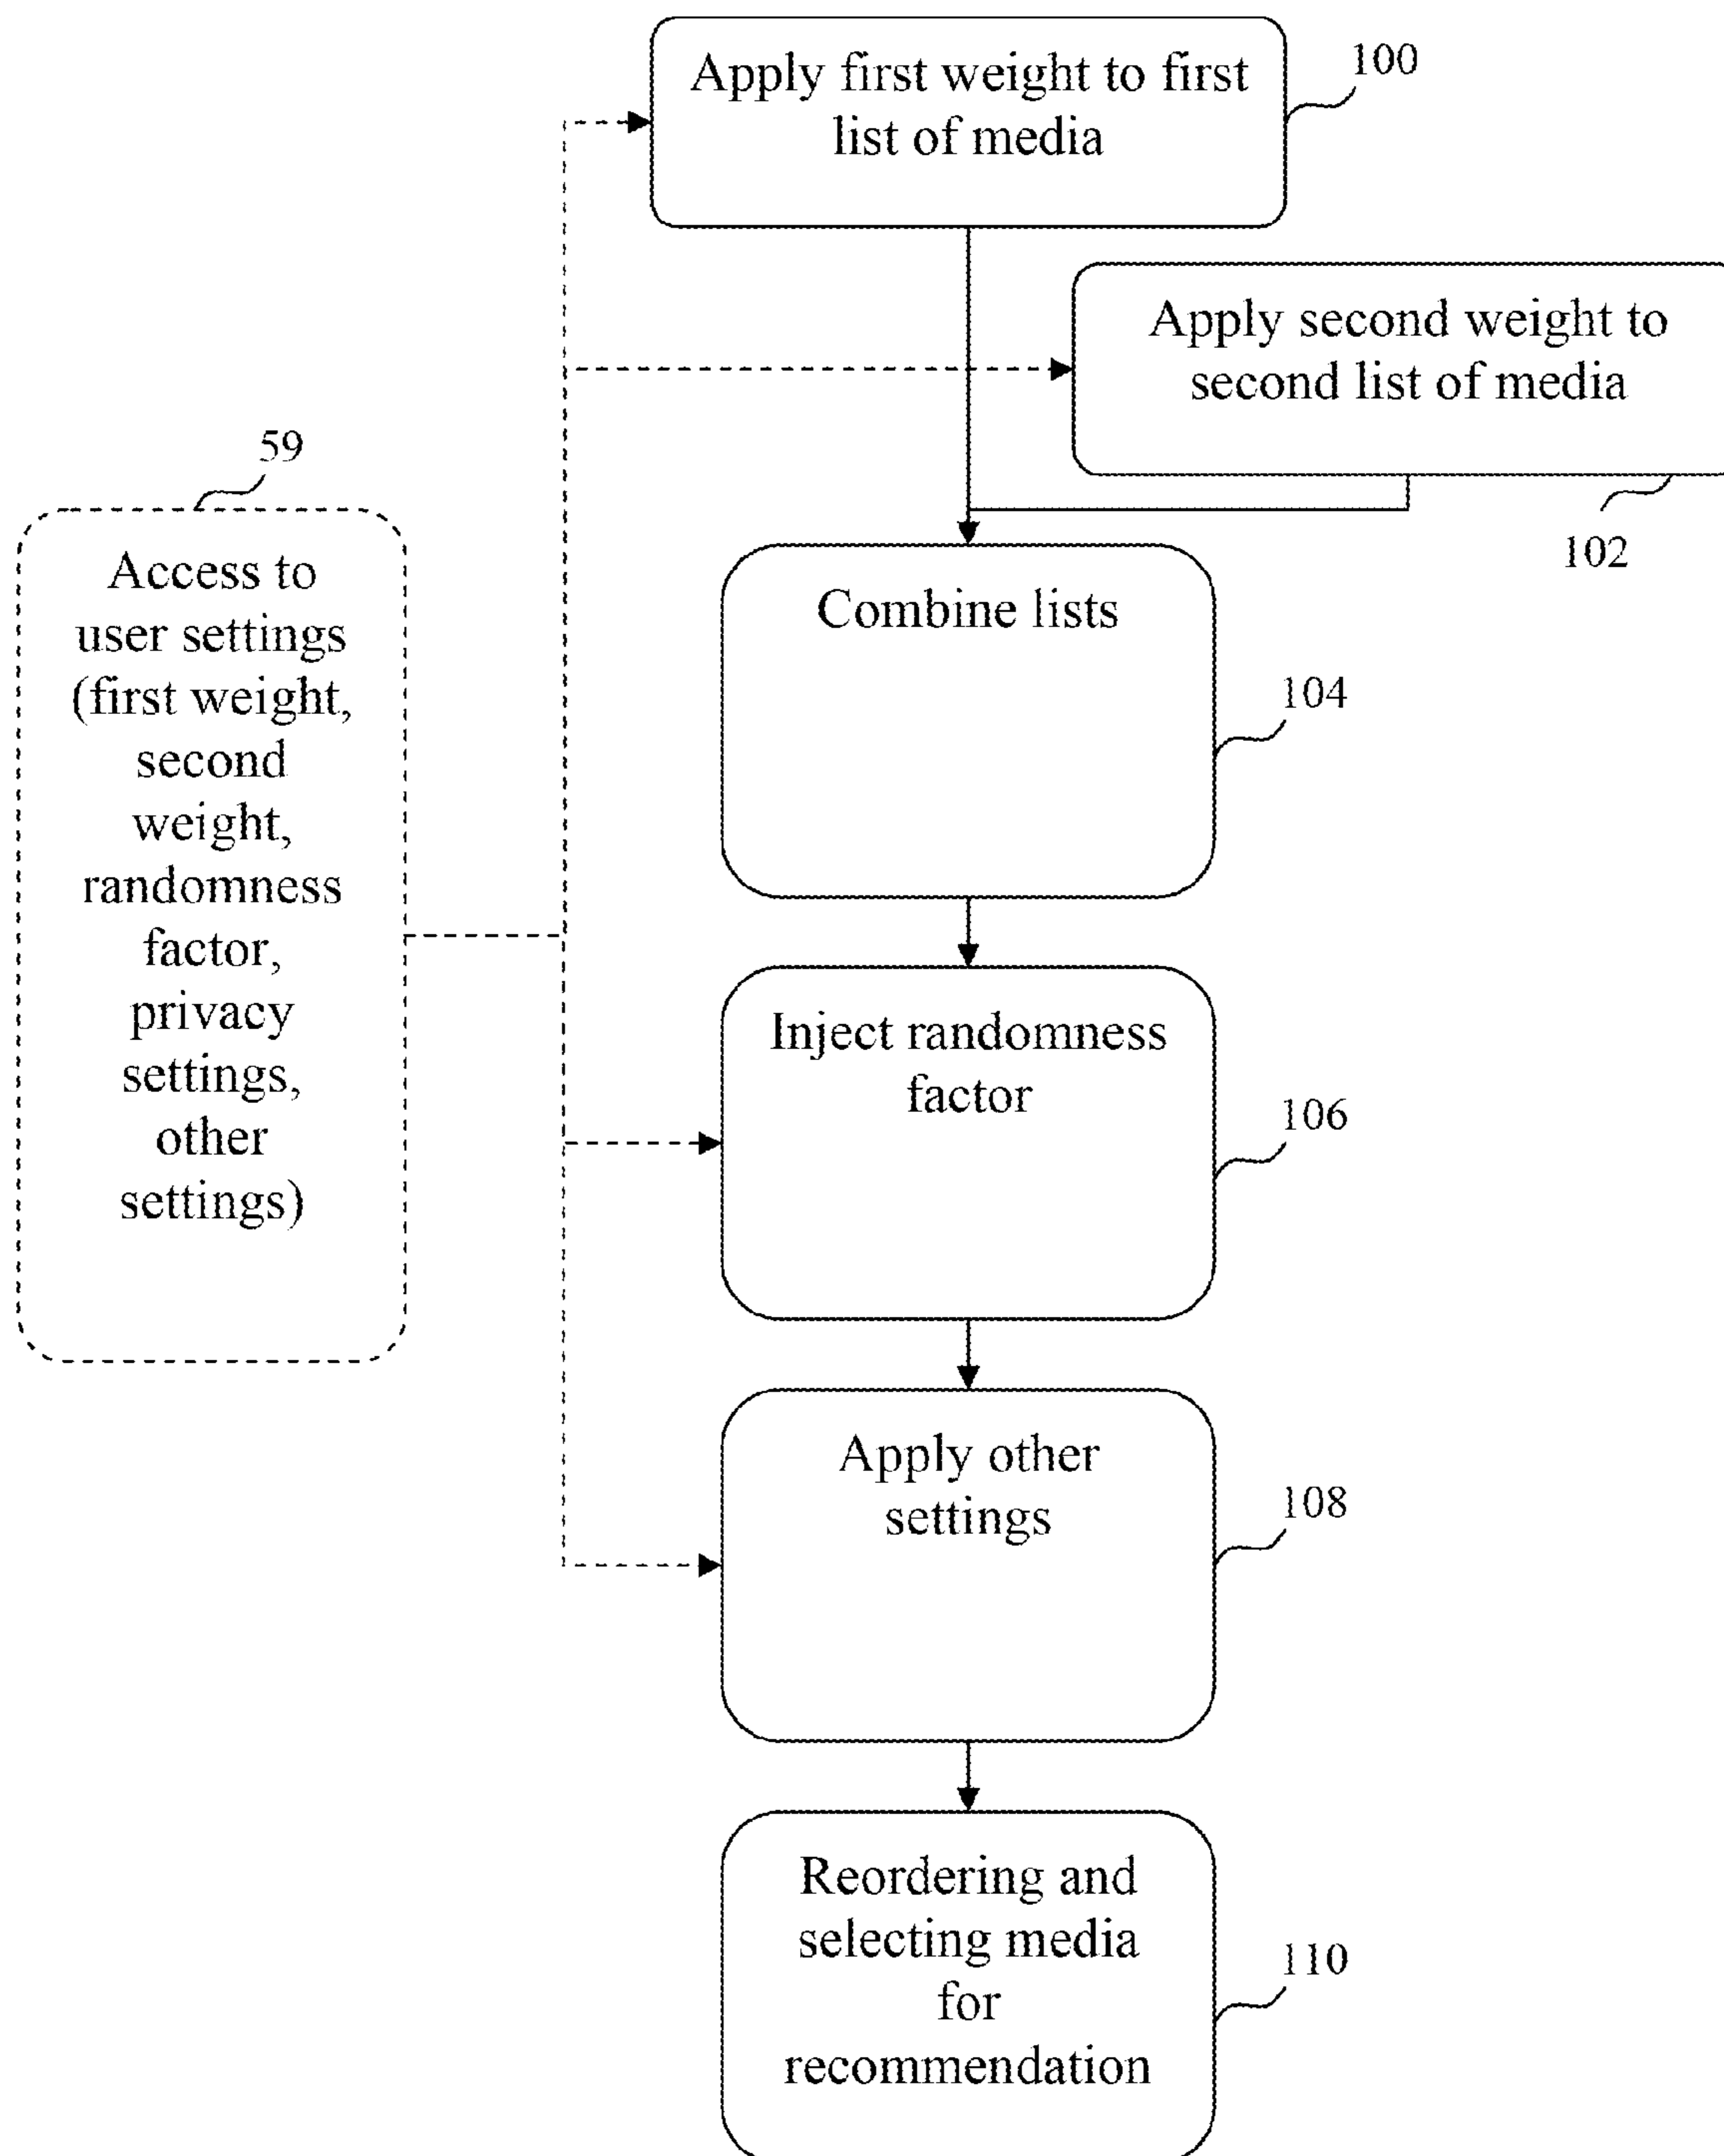 Apply first weight to first
list of media
100
Apply second weight to
second list of media
102
59
Access to
user settings
(first weight,
second
weight,
randomness
factor,
privacy
settings,
other
settings)
Combine lists
104
Inject randomness
factor
106
Apply other
settings
108
Reordering and
selecting media
for
recommendation
110